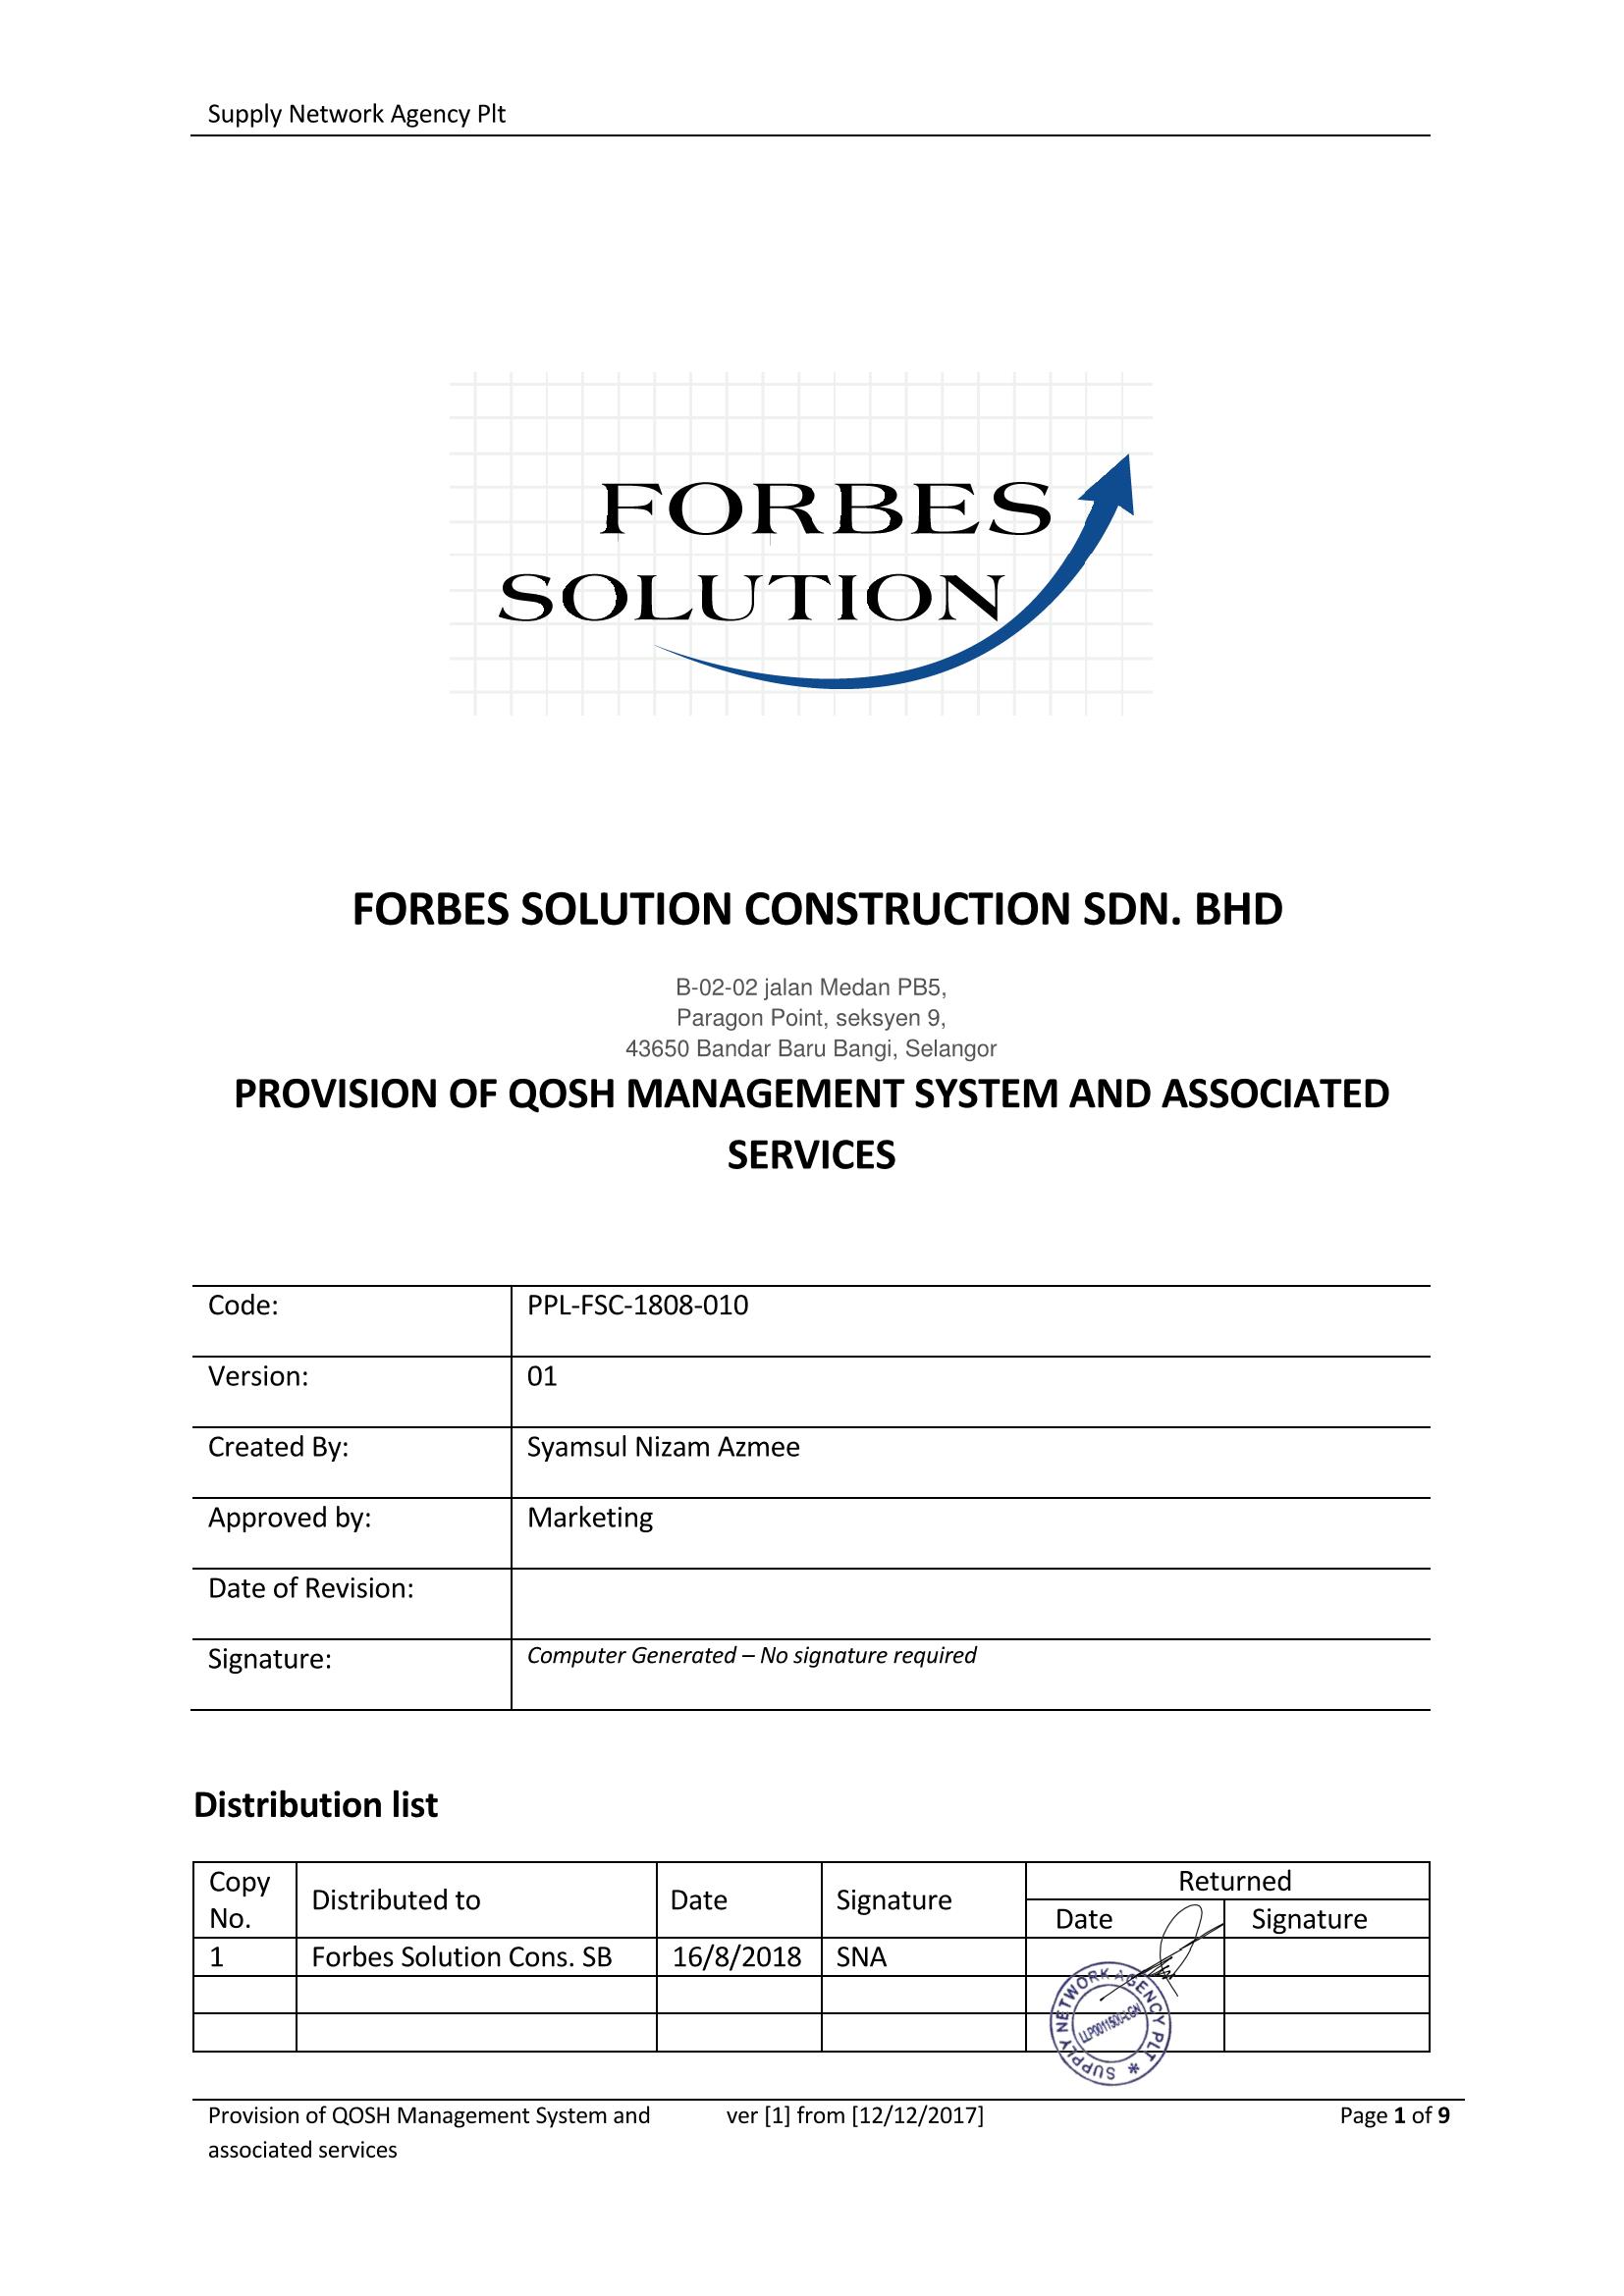 Supply Network Agency Plt
FORBES
SOLUTION
FORBES SOLUTION CONSTRUCTION SDN. BHD
B-02-02 jalan Medan PB5,
Paragon Point, seksyen 9,
43650 Bandar Baru Bangi, Selangor
PROVISION OF QOSH MANAGEMENT SYSTEM AND ASSOCIATED
SERVICES
Code: PPL-FSC-1808-010
Version: 01
Created By: Syamsul Nizam Azmee
Approved by: Marketing
Date of Revision:
Signature: Computer Generated – No signature required
Distribution list
Copy No. Distributed to Date Signature Returned
Date Signature
1 Forbes Solution Cons. SB 16/8/2018 SNA
SUPPLY NETWORK AGENCY PLT *
Provision of QOSH Management System and ver [1] from [12/12/2017] Page 1 of 9
associated services